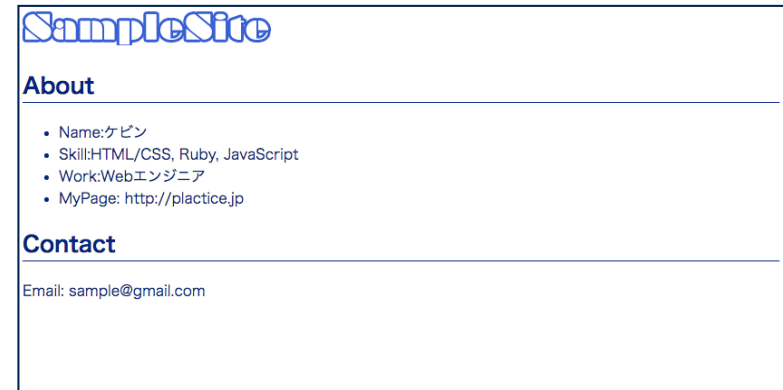 SampleSite
About
Name:ケビン
Skill:HTML/CSS, Ruby, JavaScript
Work:Webエンジニア
MyPage: http://plactice.jp
Contact
Email: sample@gmail.com